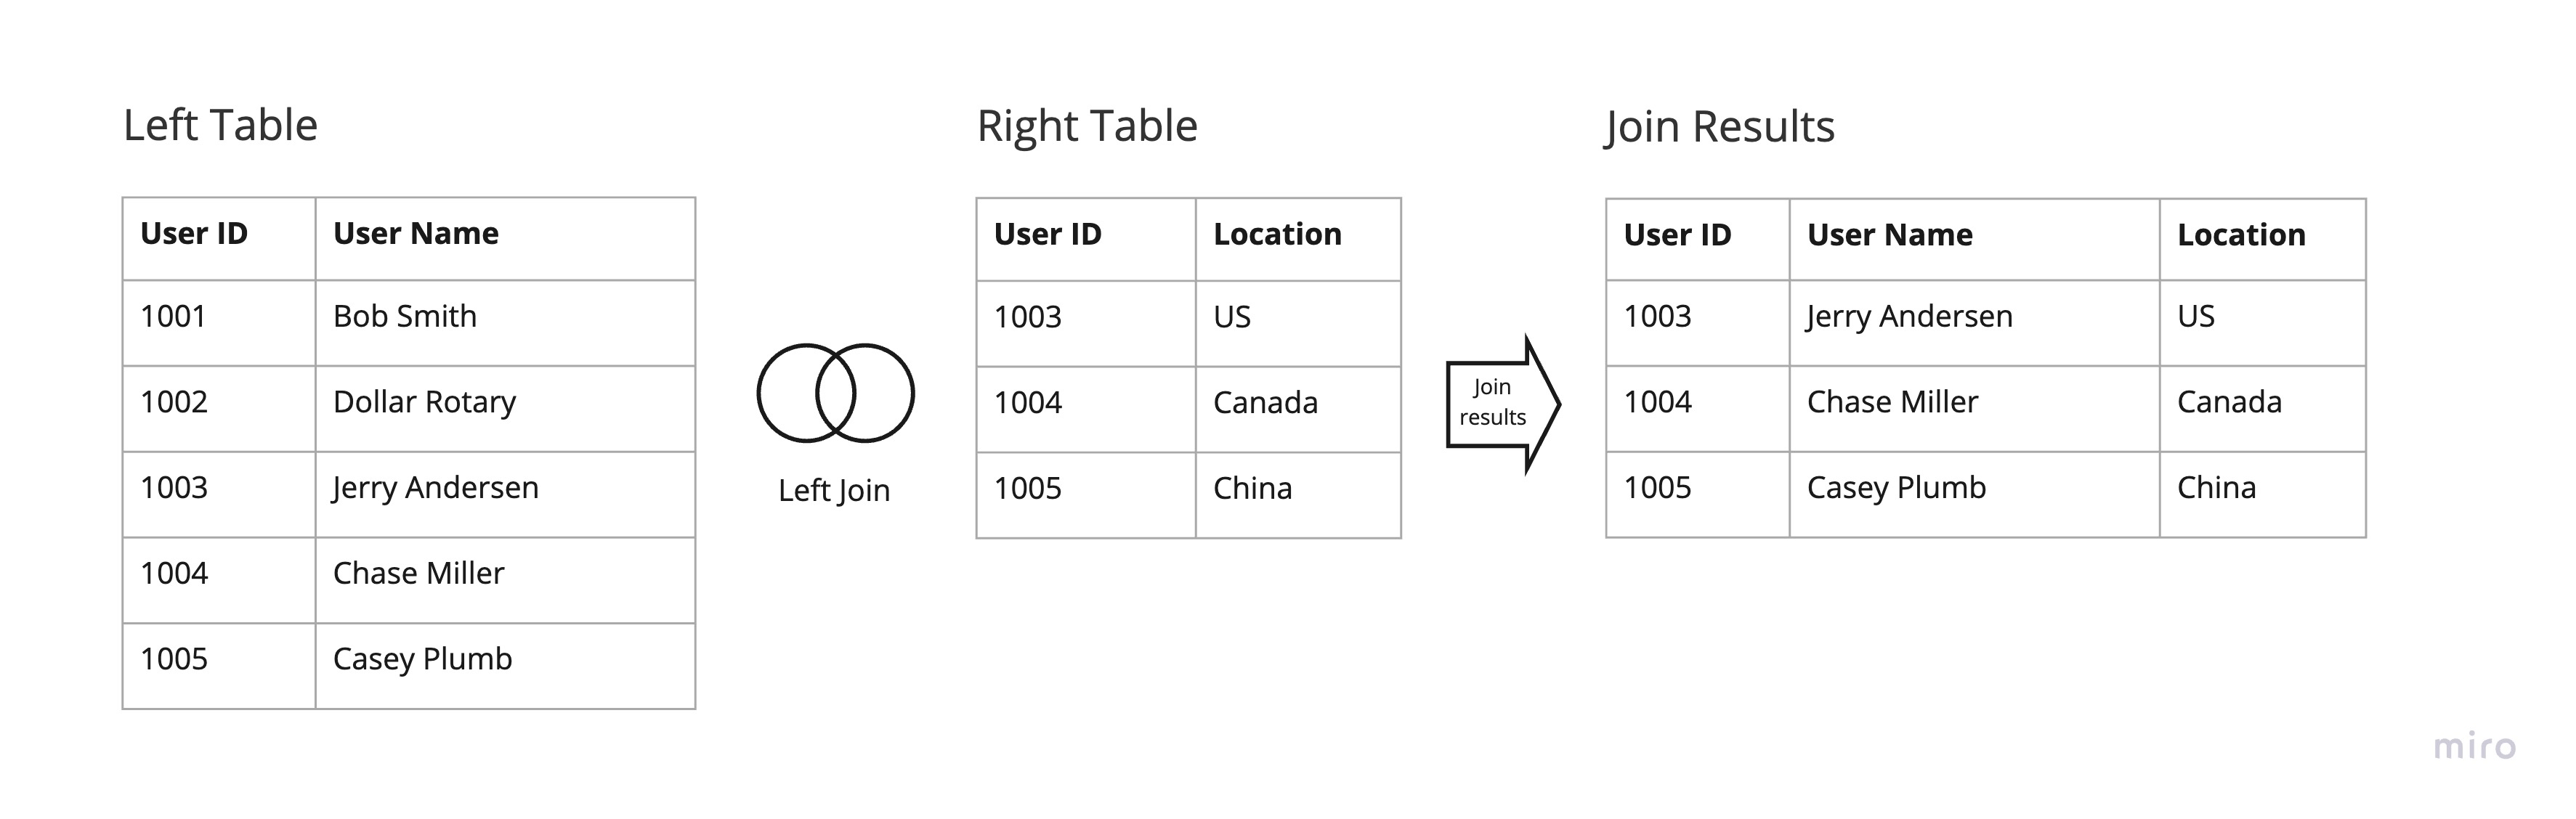 Left Table
User ID User Name
1001 Bob Smith
1002 Dollar Rotary
1003 Jerry Andersen
1004 Chase Miller
1005 Casey Plumb
Left Join
Right Table
User ID Location
1003 US
1004 Canada
1005 China
Join
results
Join Results
User ID User Name Location
1003 Jerry Andersen US
1004 Chase Miller Canada
1005 Casey Plumb China
miro